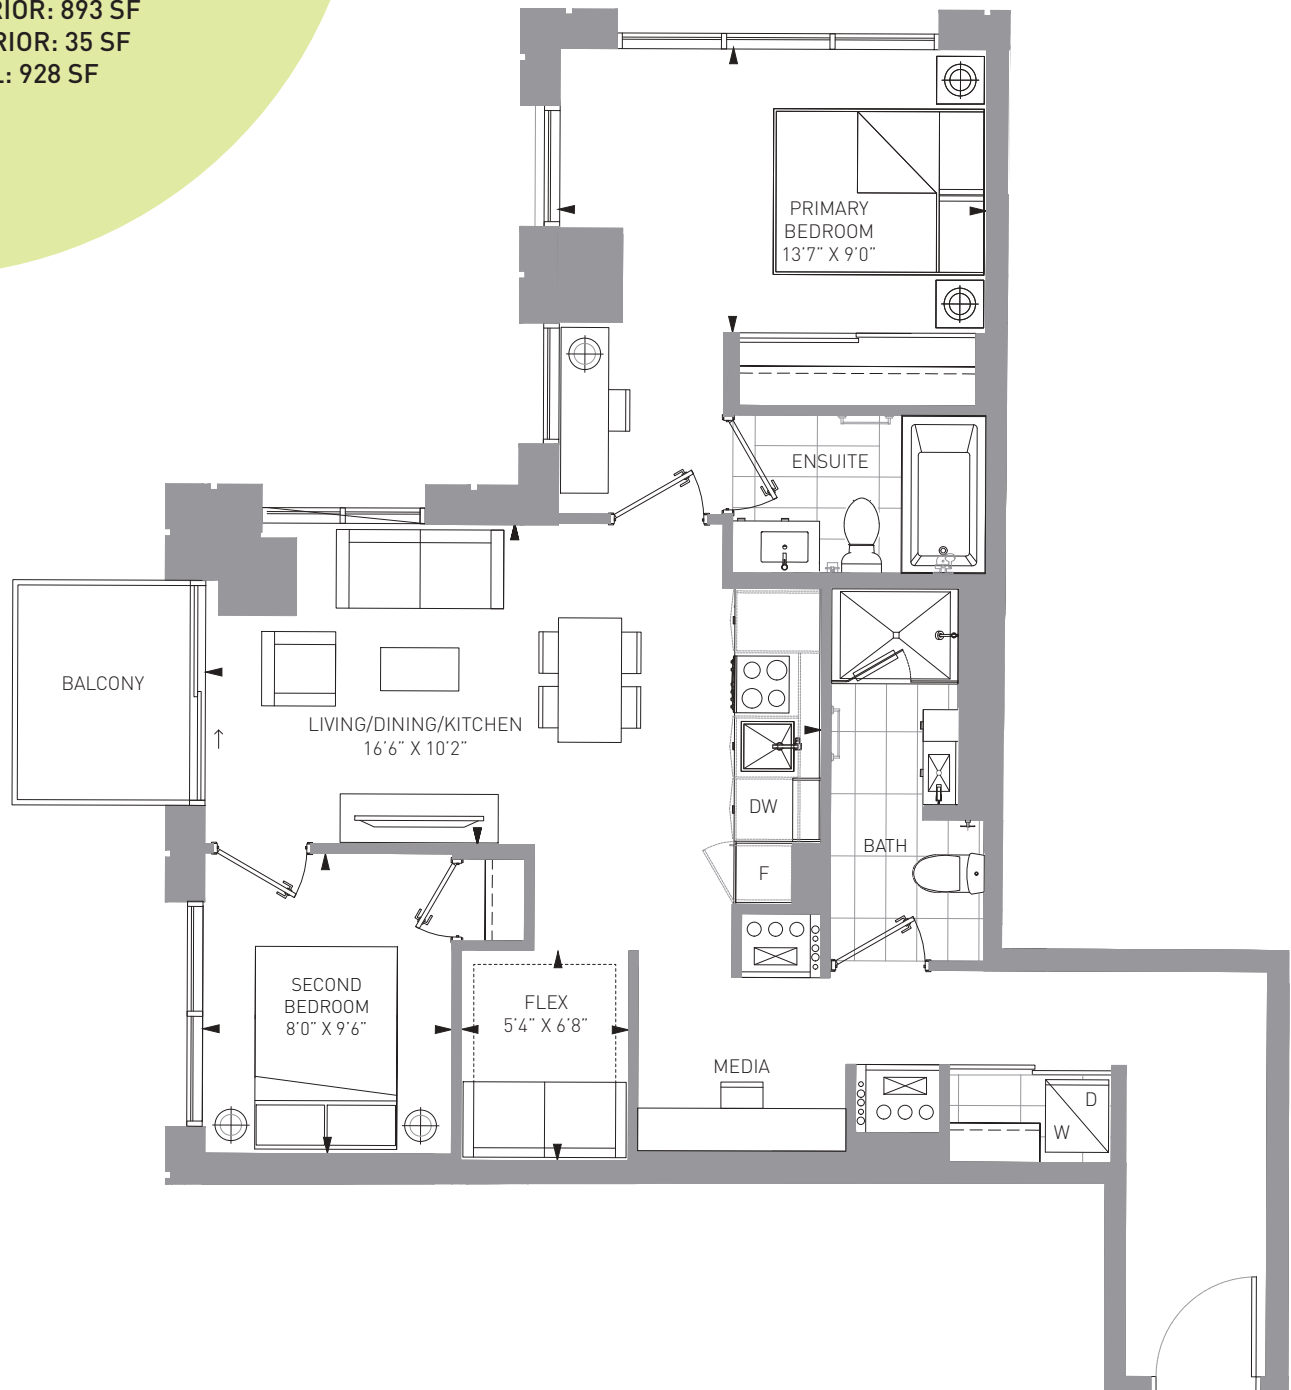 RIOR: 893 SF
RIOR: 35 SF
L: 928 SF
PRIMARY
BEDROOM
13'7" X 9'0"
ENSUITE
BALCONY
LIVING/DINING/KITCHEN
16'6" X 10'2"
DW
F
BATH
SECOND
BEDROOM
8'0" X 9'6"
FLEX
5'4" X 6'8"
MEDIA
D
W